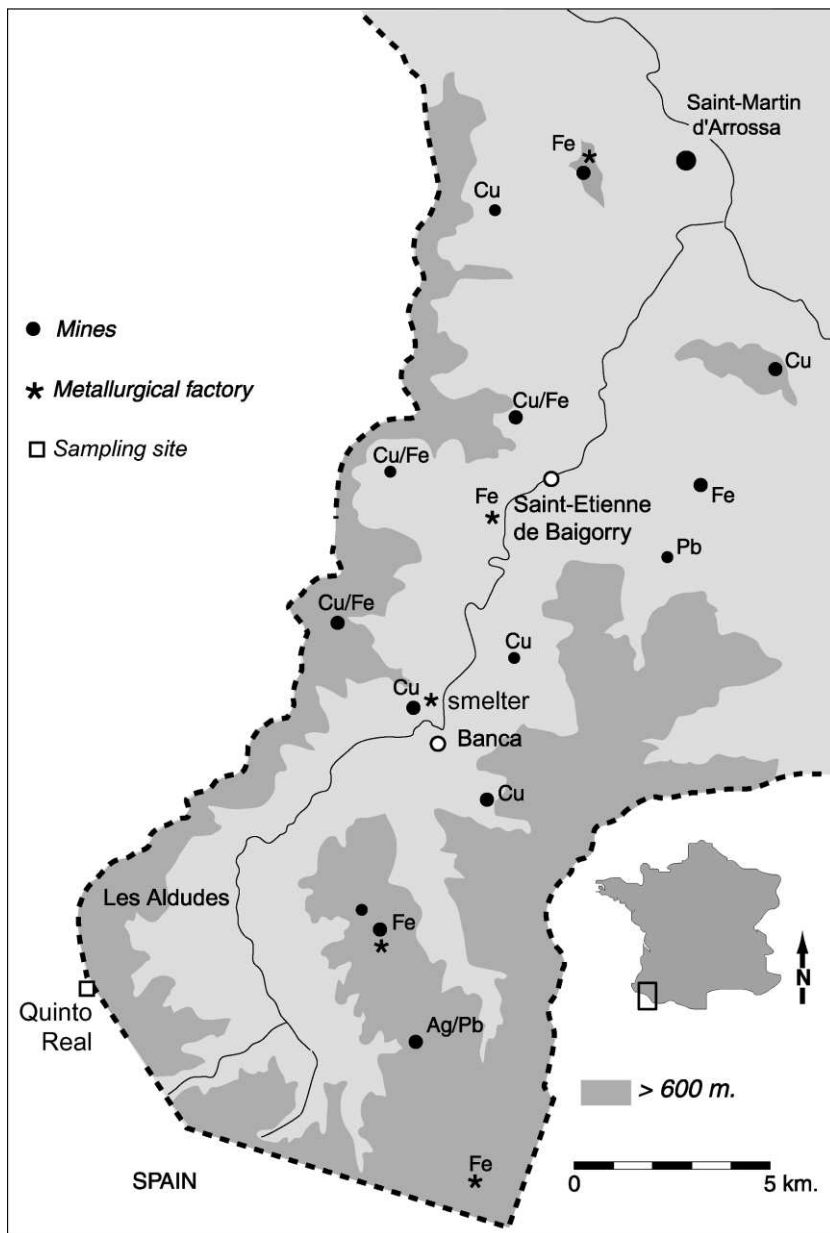 Saint-Martin
d'Arrossa
Fe
Cu
Mines
Metallurgical factory
Sampling site
Cu
Cu/Fe
Cu/Fe
Fe
Saint-Etienne
de Baigorry
Fe
Pb
Cu/Fe
Cu
Cu
smelter
Banca
Cu
Les Aldudes
Fe
N
Quinto
Real
Ag/Pb
> 600 m.
Fe
SPAIN
0 5 km.